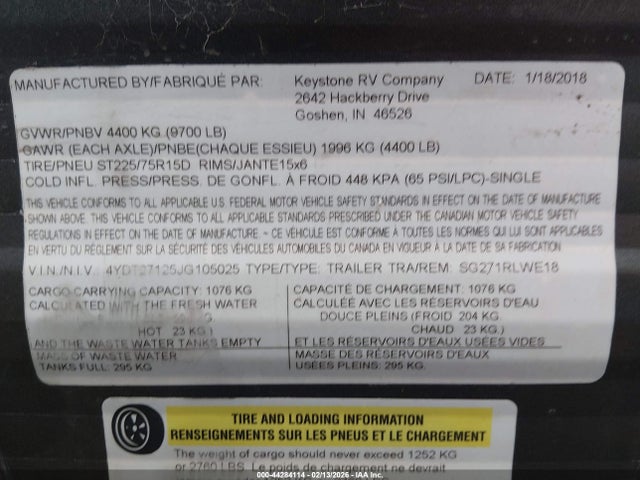 MANUFACTURED BY/FABRIQUÉ PAR: Keystone RV Company DATE: 1/18/2018
2642 Hackberry Drive
Goshen, IN 46526
GVWR/PNBV 4400 KG (9700 LB)
GAWR (EACH AXLE)/PNBE(CHAQUE ESSIEU) 1996 KG (4400 LB)
TIRE/PNEU ST225/75R15D RIMS/JANTE15x6
COLD INFL. PRESS/PRESS. DE GONFL. À FROID 448 KPA (65 PSI/LPC)-SINGLE
THIS VEHICLE CONFORMS TO ALL APPLICABLE U.S. FEDERAL MOTOR VEHICLE SAFETY STANDARDS IN EFFECT ON THE DATE OF MANUFACTURE
SHOWN ABOVE. / THIS VEHICLE CONFORMS TO ALL APPLICABLE STANDARDS PRESCRIBED UNDER THE CANADIAN MOTOR VEHICLE SAFETY
REGULATIONS IN EFFECT ON THE DATE OF MANUFACTURE ~ CE VÉHICULE EST CONFORME À TOUTES LES NORMES QUI LUI SONT APPLICABLES
EN VERTU DU RÈGLEMENT SUR LA SÉCURITÉ DES VÉHICULES AUTOMOBILES DU CANADA EN VIGUEUR À LA DATE DE SA FABRICATION
V.I.N./N.I.V. 4YDT27125JG105025 TYPE/TYPE: TRAILER TRA/REM: SG271RLWE18
CARGO-CARRYING CAPACITY: 1076 KG
CALCULATED WITH THE FRESH WATER
HOT 23 KG.)
AND THE WASTE WATER TANKS EMPTY
MASS OF WASTE WATER
TANKS FULL: 295 KG
CAPACITÉ DE CHARGEMENT: 1076 KG
CALCULÉE AVEC LES RÉSERVOIRS D'EAU
DOUCE PLEINS (FROID 204 KG.
CHAUD 23 KG.)
ET LES RÉSERVOIRS D'EAUX USÉES VIDES
MASSE DES RÉSERVOIRS D'EAUX
USÉES PLEINS: 295 KG
TIRE AND LOADING INFORMATION
RENSEIGNEMENTS SUR LES PNEUS ET LE CHARGEMENT
The weight of cargo should never exceed 1252 KG
or 2760 LBS. Le poids de chargement ne devrait
000-44284114 - 02/13/2026 - IAAI.COM